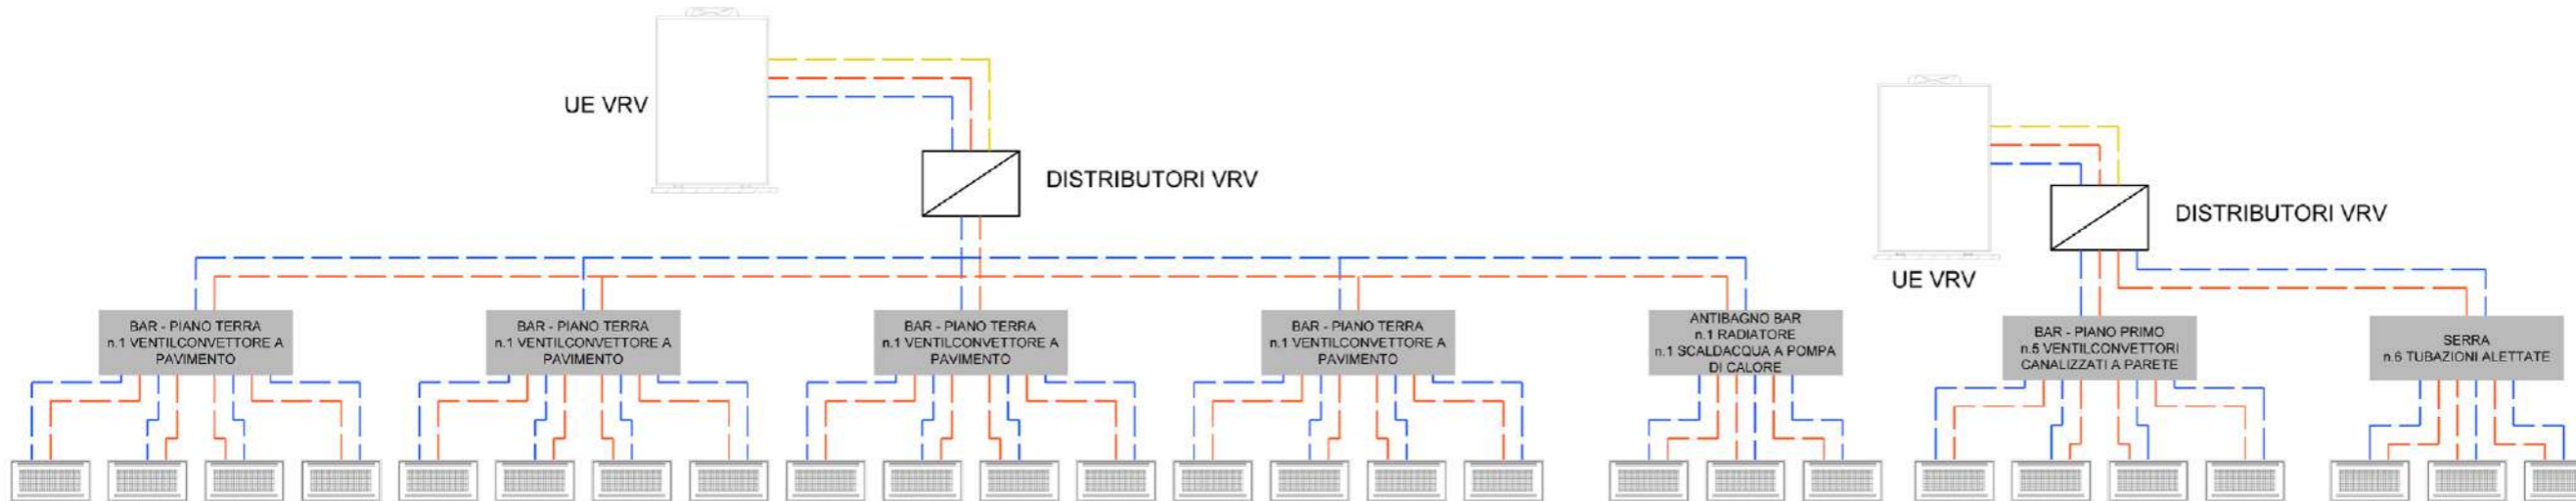 UE VRV
DISTRIBUTORI VRV
UE VRV
DISTRIBUTORI VRV
BAR - PIANO TERRA
n.1 VENTILCONVETTORE A
PAVIMENTO
BAR - PIANO TERRA
n.1 VENTILCONVETTORE A
PAVIMENTO
BAR - PIANO TERRA
n.1 VENTILCONVETTORE A
PAVIMENTO
BAR - PIANO TERRA
n.1 VENTILCONVETTORE A
PAVIMENTO
ANTIBAGNO BAR
n.1 RADIATORE
n.1 SCALDACQUA A POMPA
DI CALORE
BAR - PIANO PRIMO
n.5 VENTILCONVETTORI
CANALIZZATI A PARETE
SERRA
n.6 TUBAZIONI ALETTATE